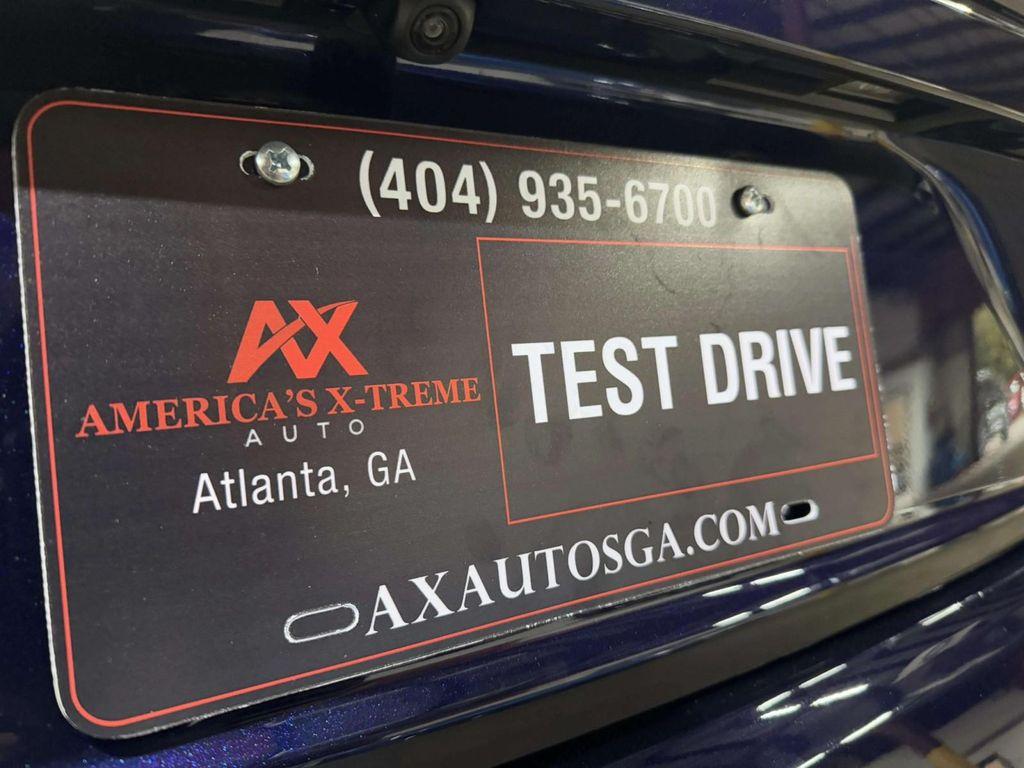 (404) 935-6700
AX
AMERICA'S X-TREME
AUTO
Atlanta, GA
TEST DRIVE
AXAUTOSGA.COM